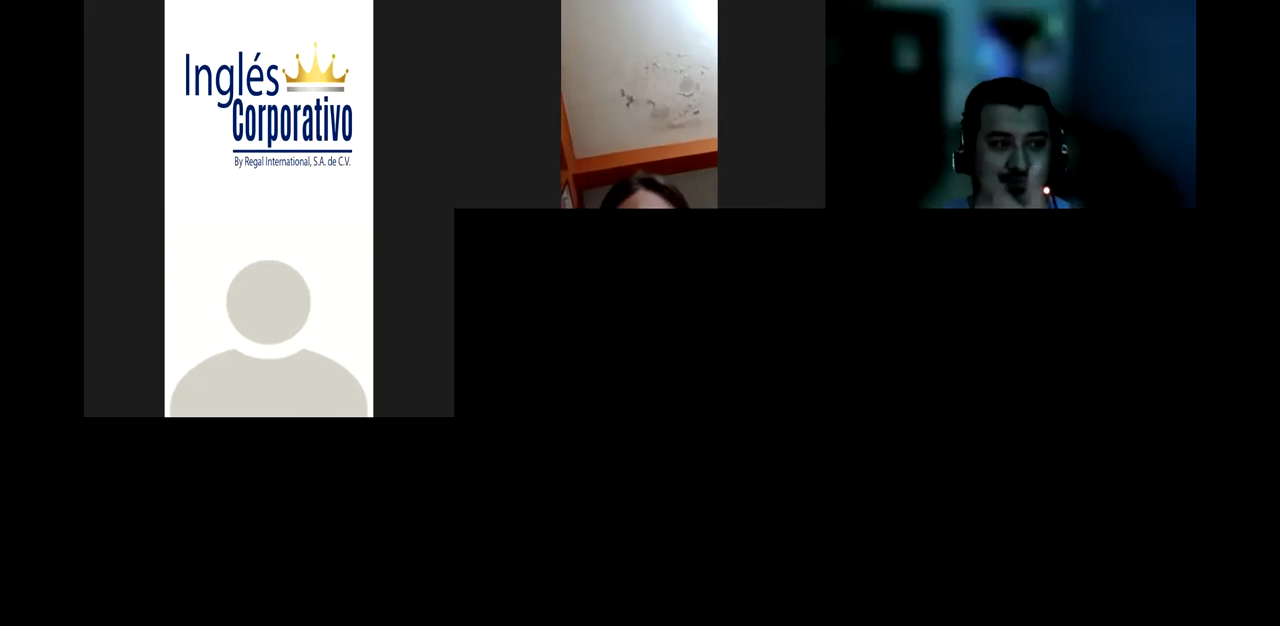 Inglés
Corporativo
By Regal International, S.A. de C.V.